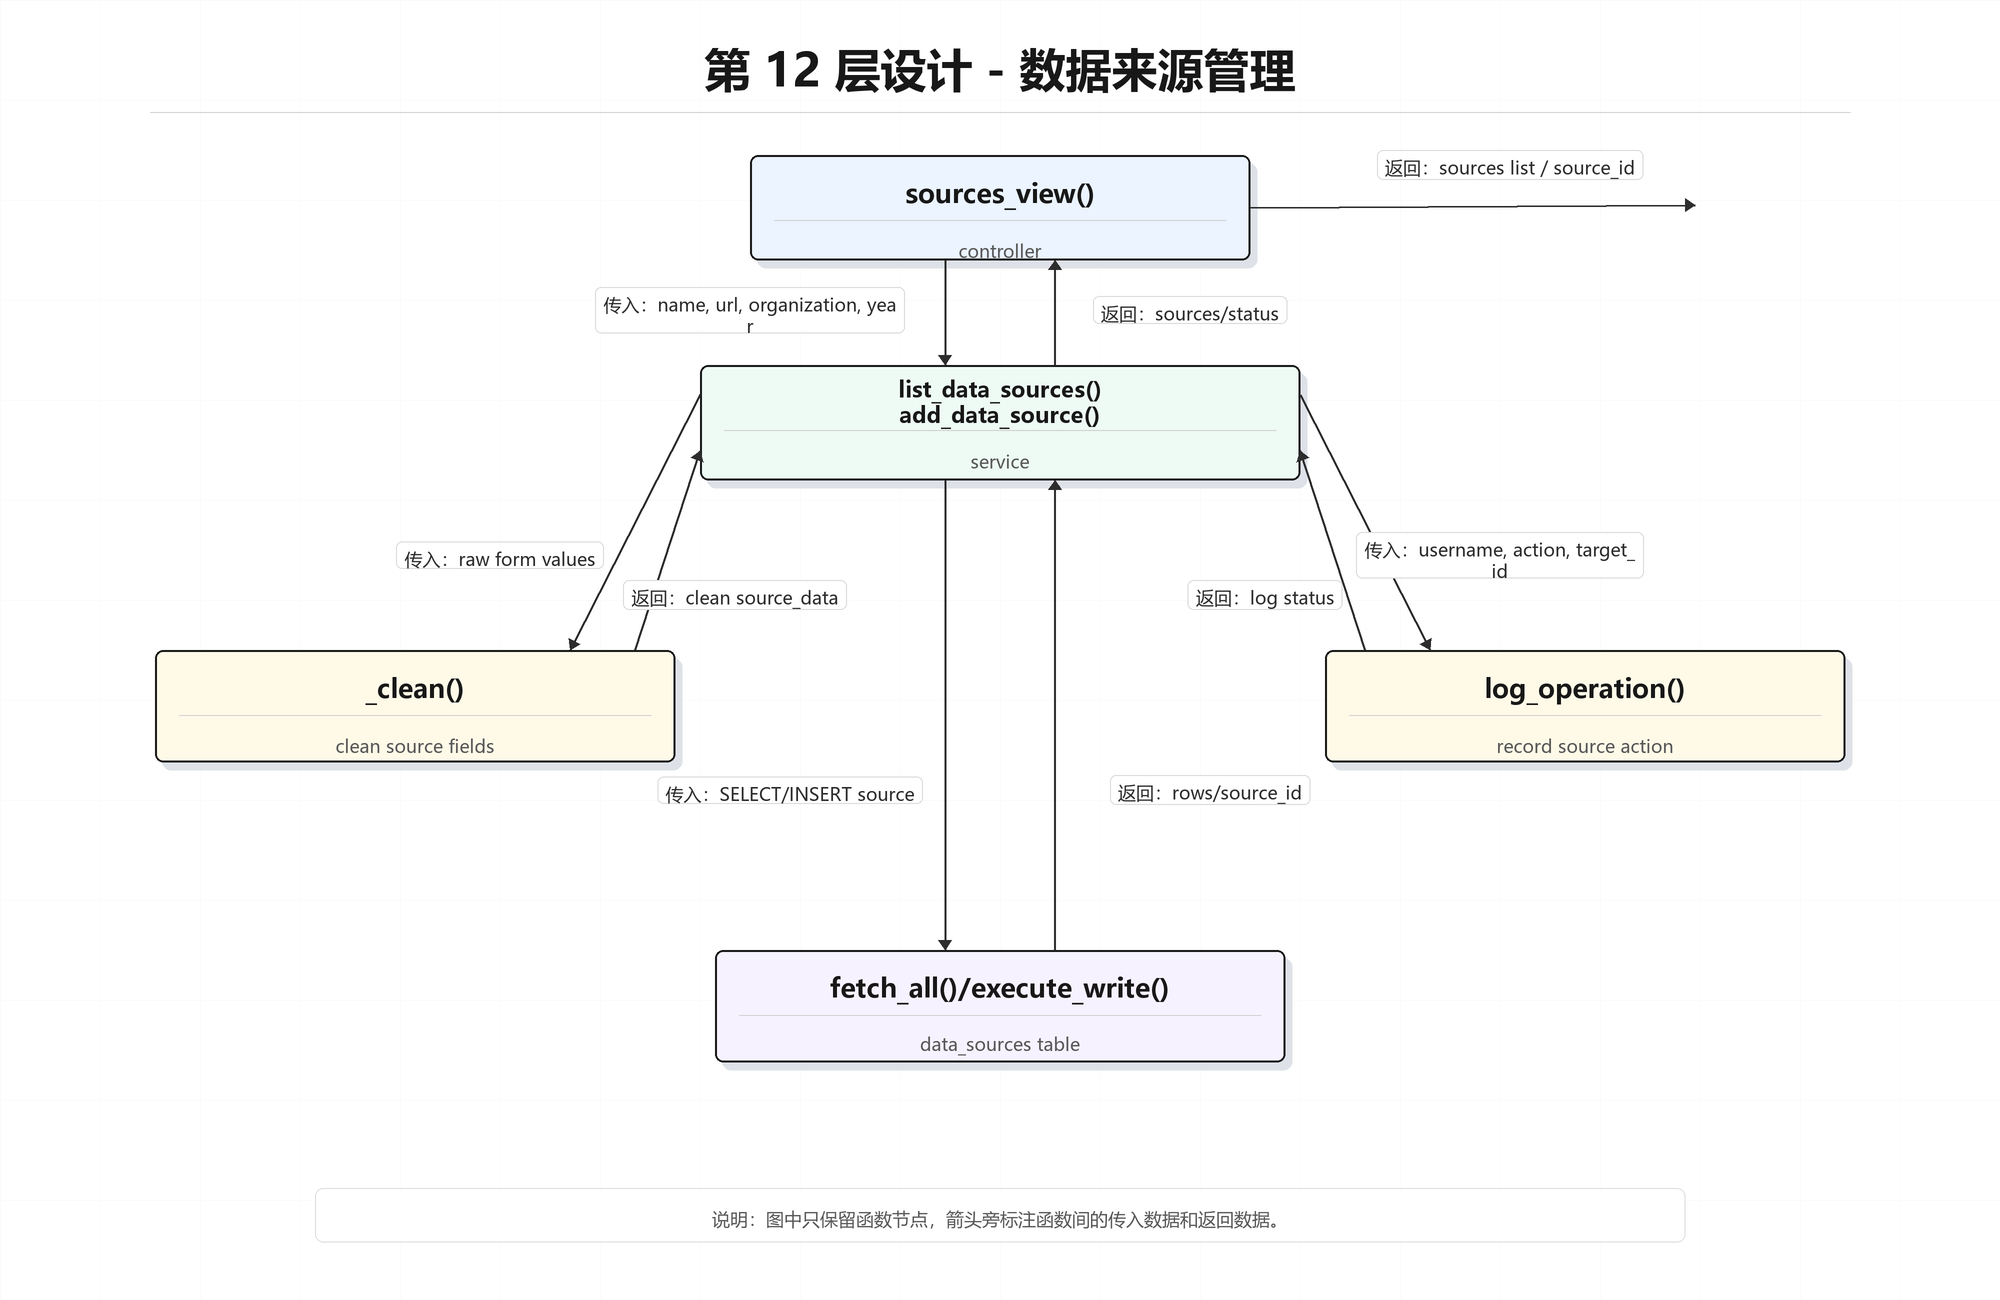 第 12 层设计 - 数据来源管理
sources_view()
controller
返回：sources list / source_id
传入：name, url, organization, yea
r
返回：sources/status
list_data_sources()
add_data_source()
service
传入：raw form values
返回：clean source_data
返回：log status
传入：username, action, target_
id
_clean()
clean source fields
log_operation()
record source action
传入：SELECT/INSERT source
返回：rows/source_id
fetch_all()/execute_write()
data_sources table
说明：图中只保留函数节点，箭头旁标注函数间的传入数据和返回数据。